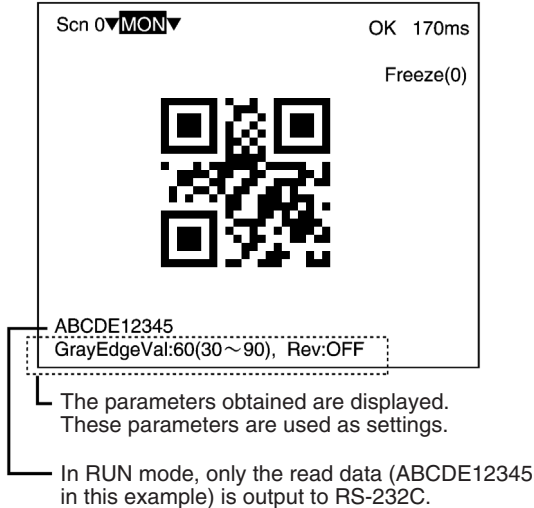 Scn 0▼MON▼
OK 170ms
Freeze(0)
ABCDE12345
GrayEdgeVal:60(30～90), Rev:OFF
The parameters obtained are displayed.
These parameters are used as settings.
In RUN mode, only the read data (ABCDE12345
in this example) is output to RS-232C.